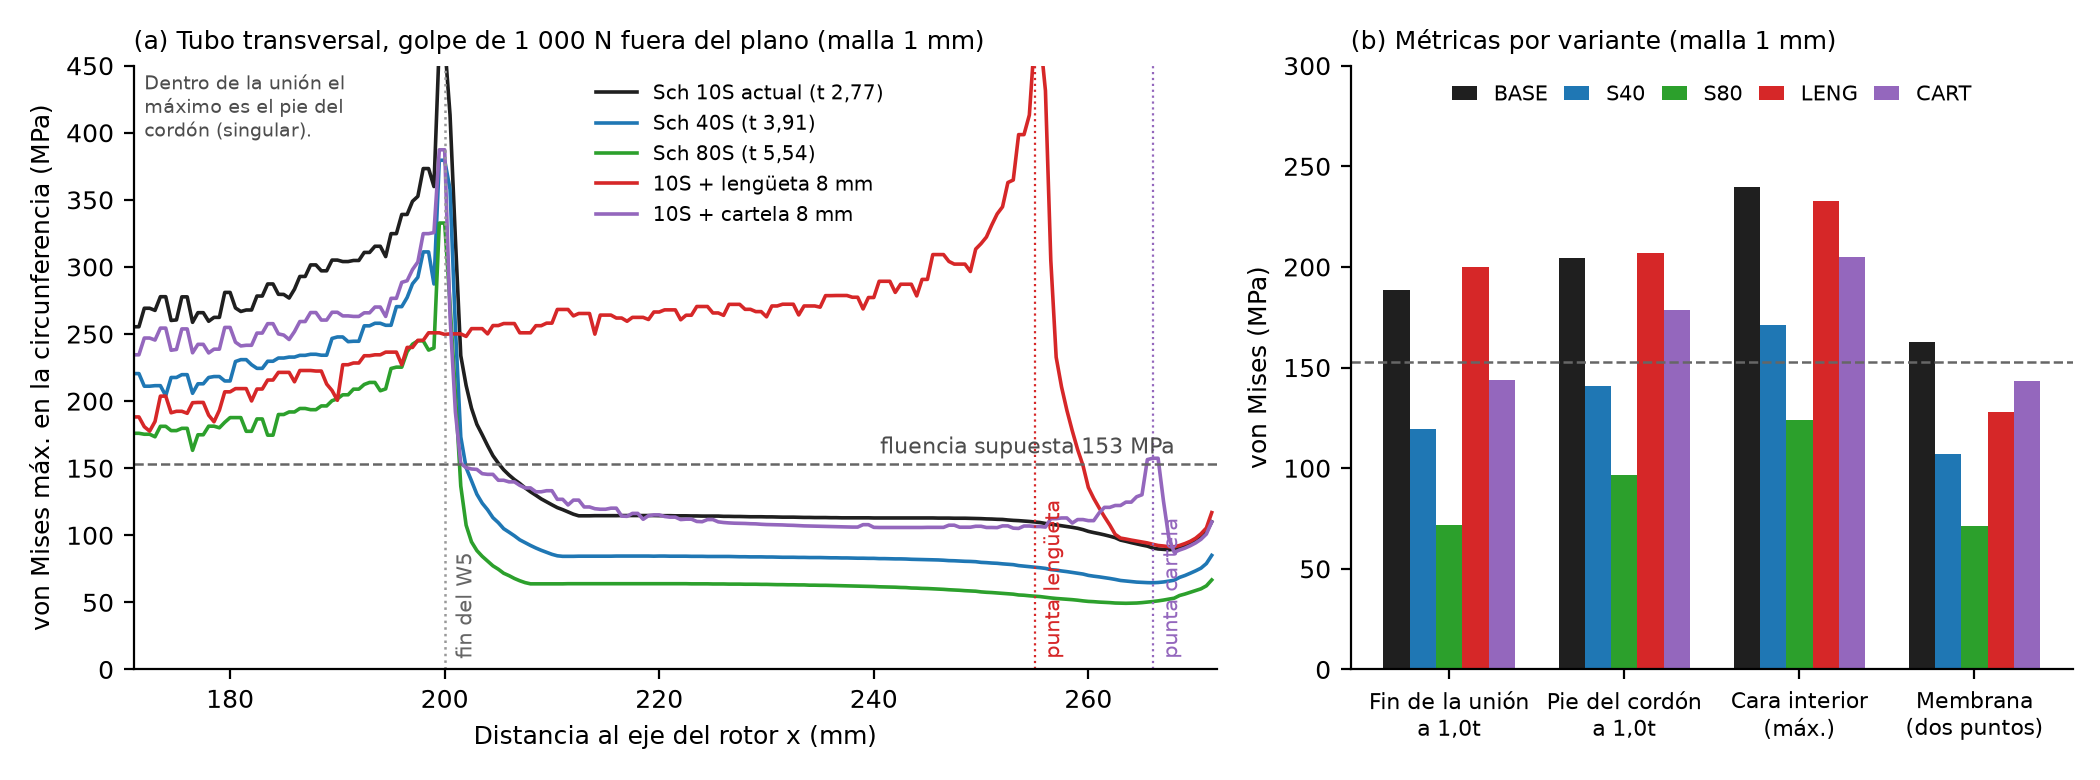 (a) Tubo transversal, golpe de 1 000 N fuera del plano (malla 1 mm)
von Mises máx. en la circunferencia (MPa)
450
400
350
300
250
200
150
100
50
0
Dentro de la unión el
máximo es el pie del
cordón (singular).
Sch 10S actual (t 2,77)
Sch 40S (t 3,91)
Sch 80S (t 5,54)
10S + lengüeta 8 mm
10S + cartela 8 mm
fluencia supuesta 153 MPa
fin del W5
punta lengüeta
punta cartela
180
200
220
240
260
Distancia al eje del rotor x (mm)
(b) Métricas por variante (malla 1 mm)
von Mises (MPa)
300
250
200
150
100
50
0
BASE
S40
S80
LENG
CART
Fin de la unión
a 1,0t
Pie del cordón
a 1,0t
Cara interior
(máx.)
Membrana
(dos puntos)